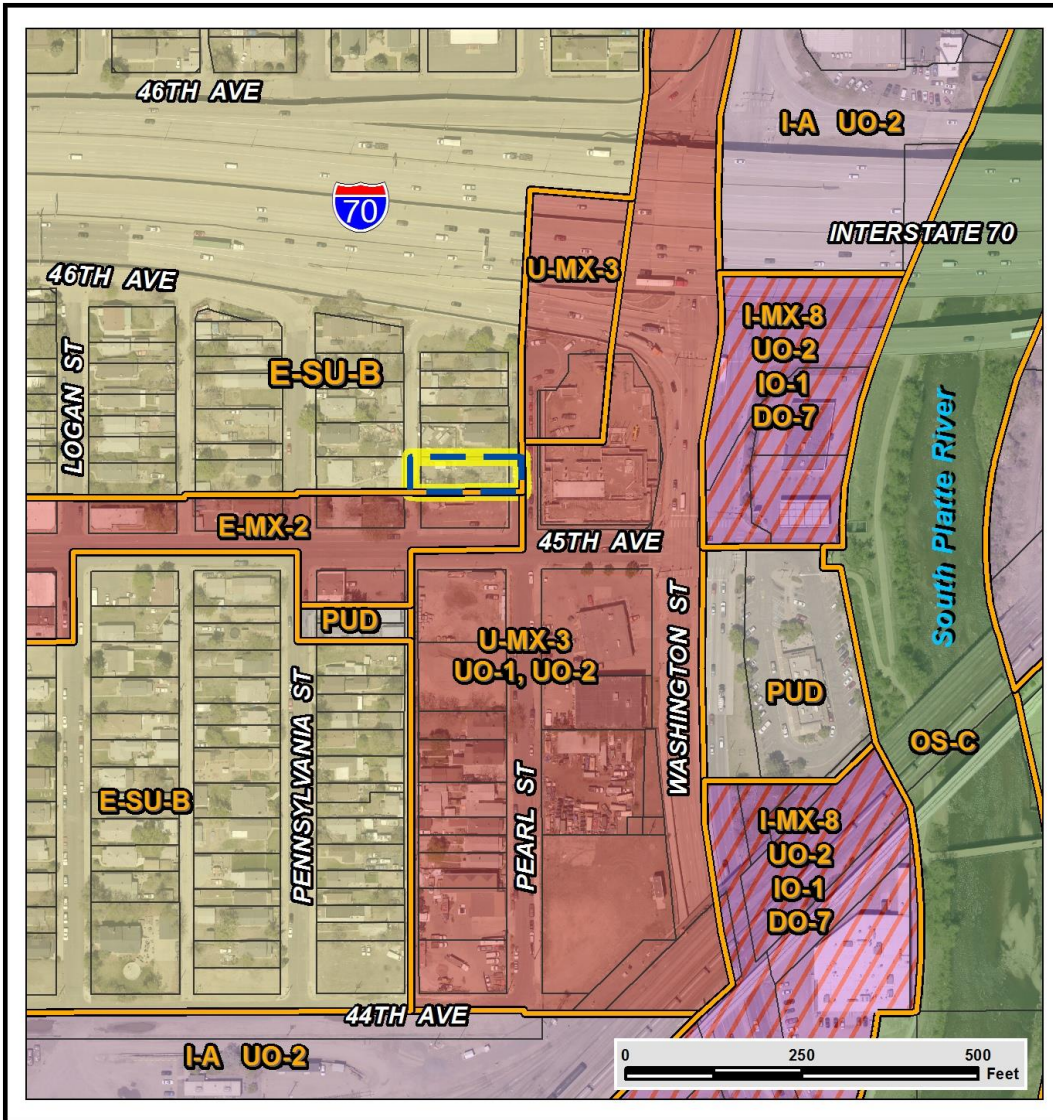 46TH AVE
I-A UO-2
70
INTERSTATE 70
46TH AVE
U-MX-3
I-MX-8
UO-2
IO-1
DO-7
LOGAN ST
E-SU-B
South Platte River
E-MX-2
45TH AVE
WASHINGTON ST
PUD
U-MX-3
UO-1, UO-2
PENNSYLVANIA ST
PUD
OS-C
E-SU-B
PEARL ST
I-MX-8
UO-2
IO-1
DO-7
44TH AVE
I-A UO-2
0 250 500
Feet